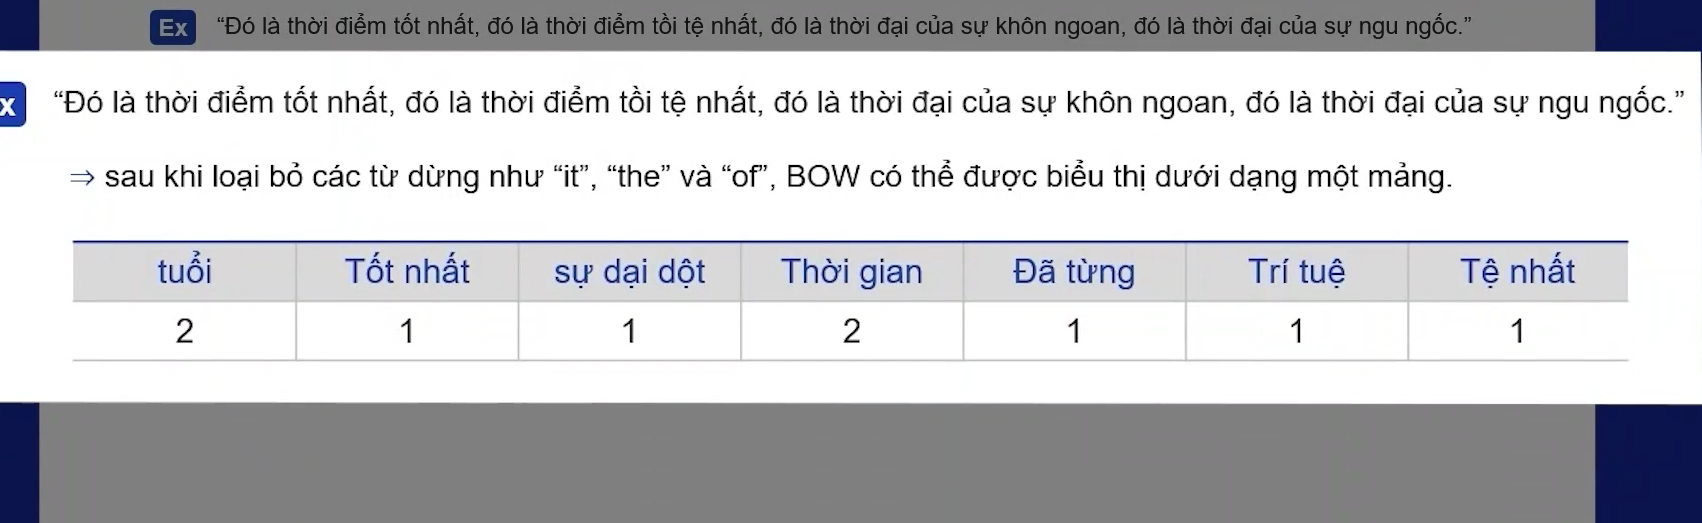 Ex "Đó là thời điểm tốt nhất, đó là thời điểm tồi tệ nhất, đó là thời đại của sự khôn ngoan, đó là thời đại của sự ngu ngốc."
x "Đó là thời điểm tốt nhất, đó là thời điểm tồi tệ nhất, đó là thời đại của sự khôn ngoan, đó là thời đại của sự ngu ngốc."
⇒ sau khi loại bỏ các từ dừng như "it", "the" và "of", BOW có thể được biểu thị dưới dạng một mảng.
tuổi Tốt nhất sự dại dột Thời gian Đã từng Trí tuệ Tệ nhất
2 1 1 2 1 1 1